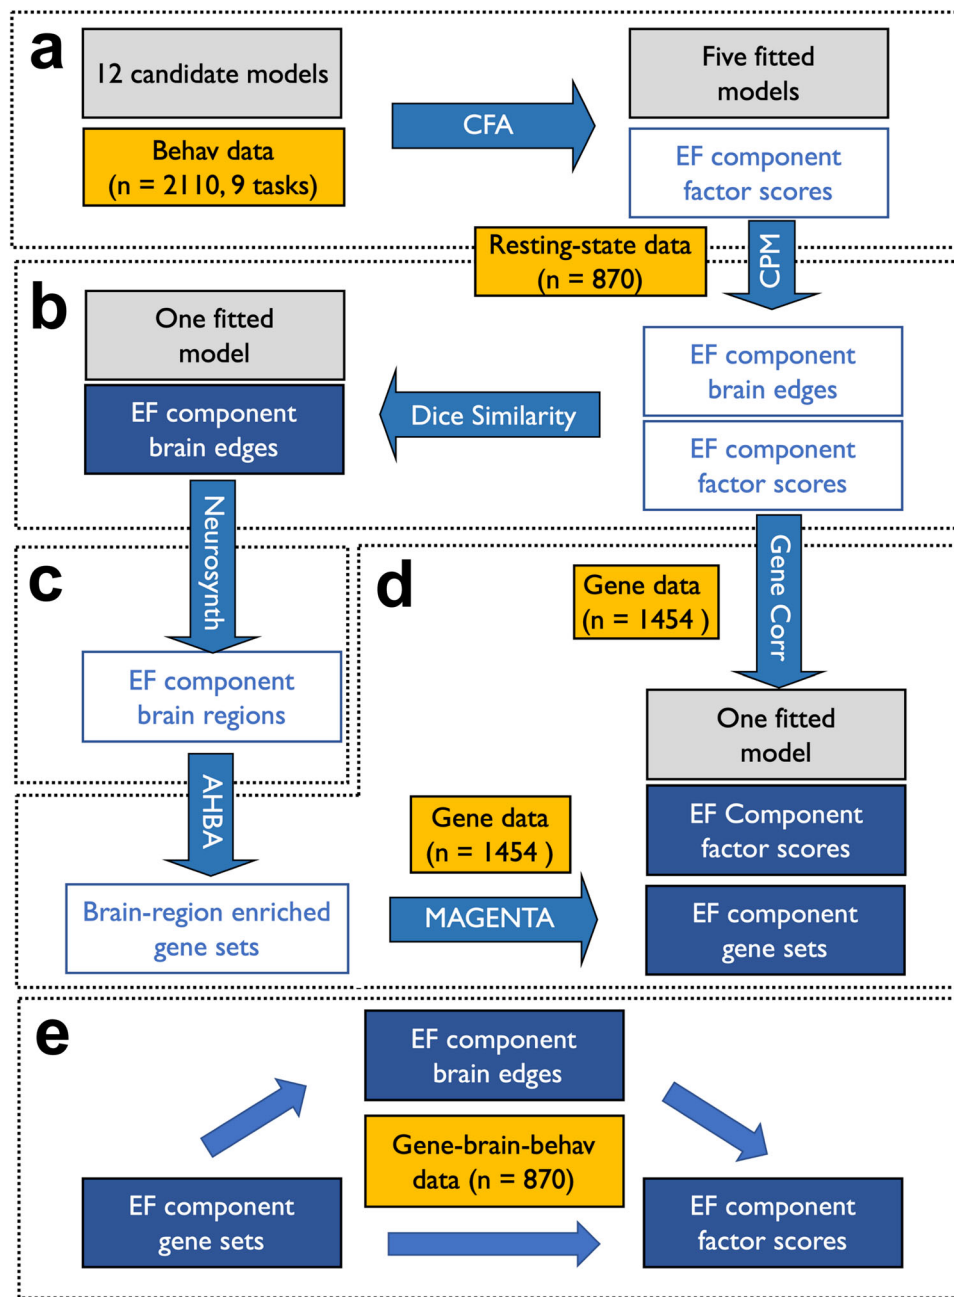 a
12 candidate models
Behav data
(n = 2110, 9 tasks)
CFA
Five fitted
models
EF component
factor scores
Resting-state data
(n = 870)
CPM
b
One fitted
model
EF component
brain edges
Dice Similarity
EF component
brain edges
EF component
factor scores
Neurosynth
Gene Corr
c
EF component
brain regions
AHBA
d
Gene data
(n = 1454 )
One fitted
model
EF Component
factor scores
EF component
gene sets
Gene data
(n = 1454 )
MAGENTA
Brain-region enriched
gene sets
e
EF component
brain edges
Gene-brain-behav
data (n = 870)
EF component
gene sets
EF component
factor scores